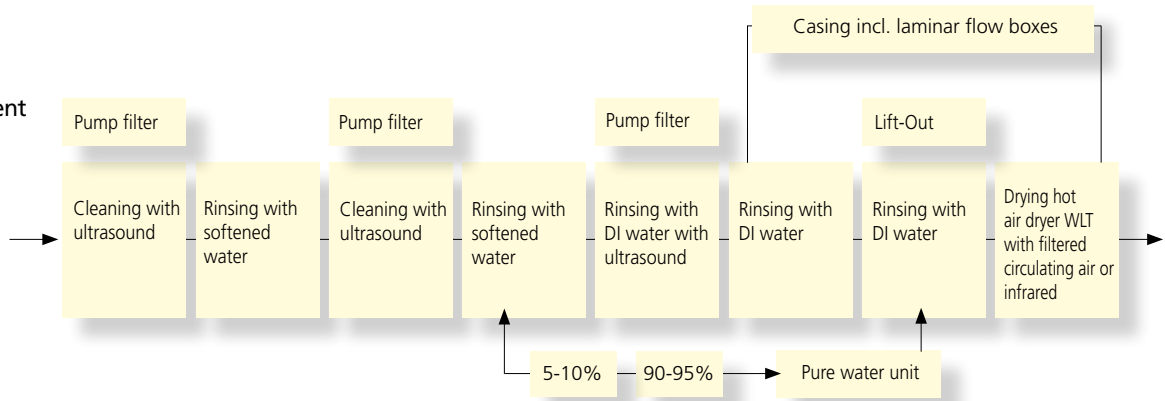 Casing incl. laminar flow boxes
ent
Pump filter
Pump filter
Pump filter
Lift-Out
Cleaning with
ultrasound
Rinsing with
softened
water
Cleaning with
ultrasound
Rinsing with
softened
water
Rinsing with
DI water with
ultrasound
Rinsing with
DI water
Rinsing with
DI water
Drying hot
air dryer WLT
with filtered
circulating air or
infrared
5-10%
90-95%
Pure water unit